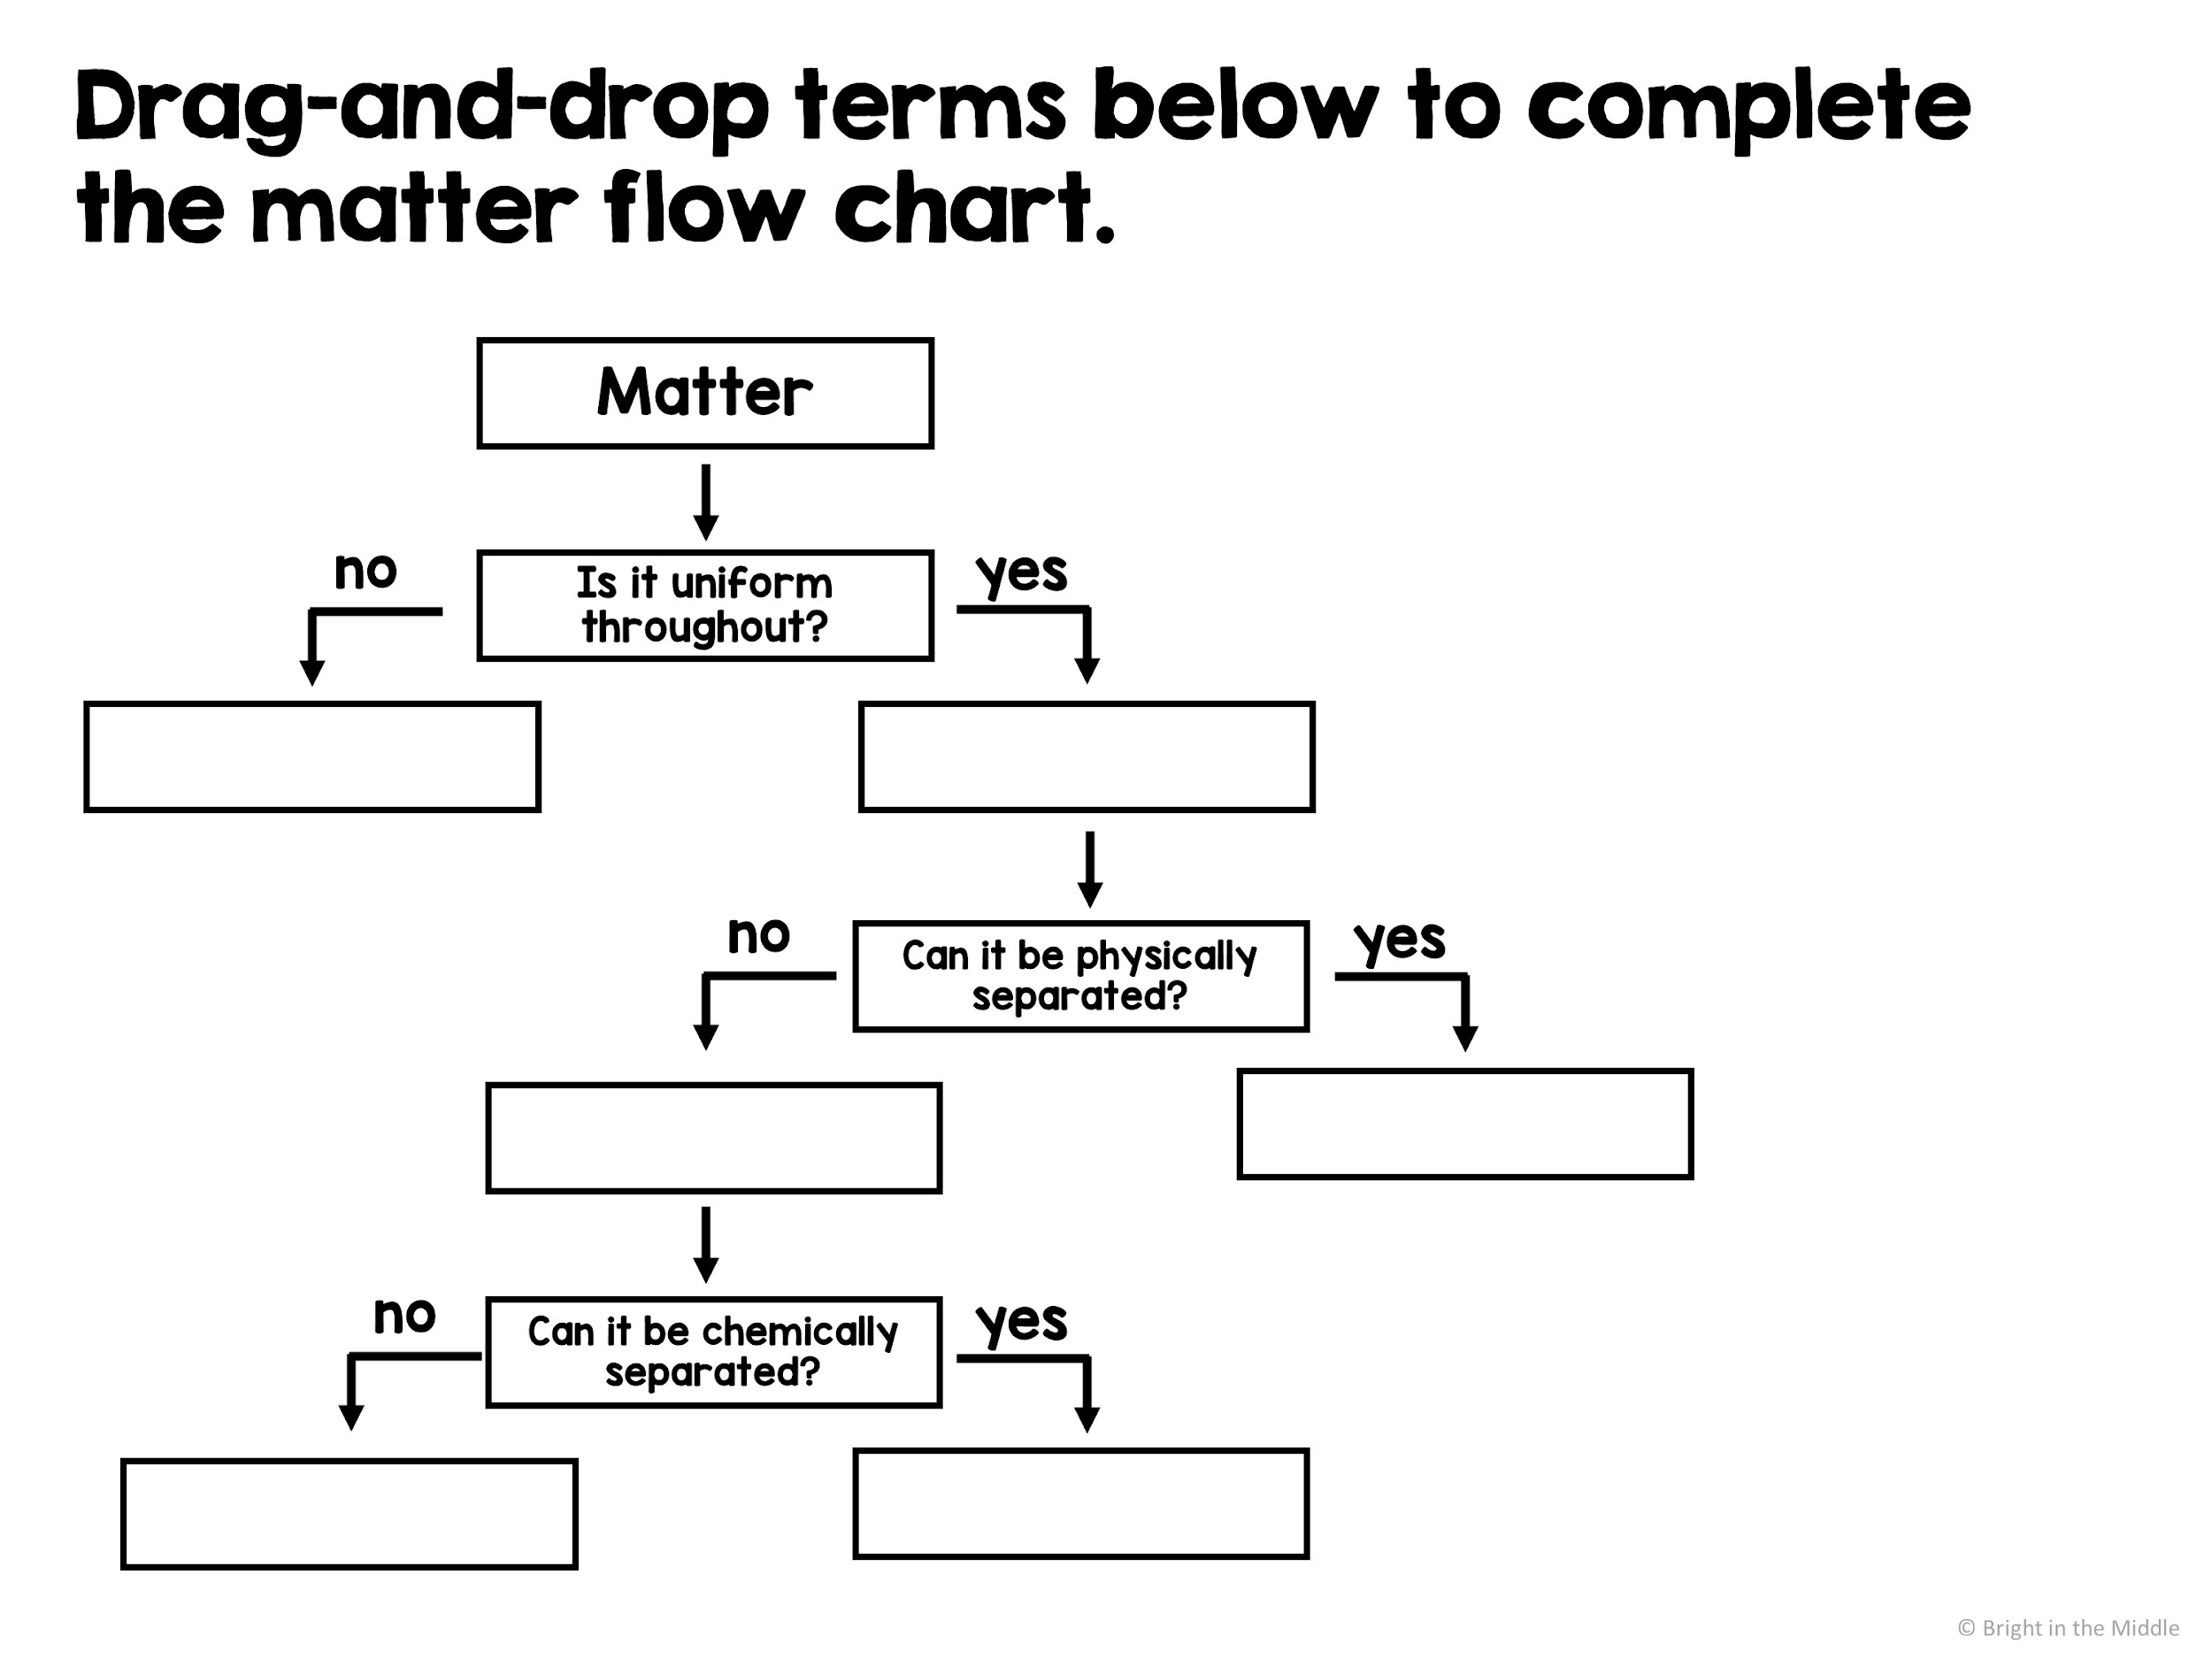 Drag-and-drop terms below to complete
the matter flow chart.
Matter
no
Is it uniform
throughout?
yes
no
Can it be physically
separated?
yes
no
Can it be chemically
separated?
yes
© Bright in the Middle